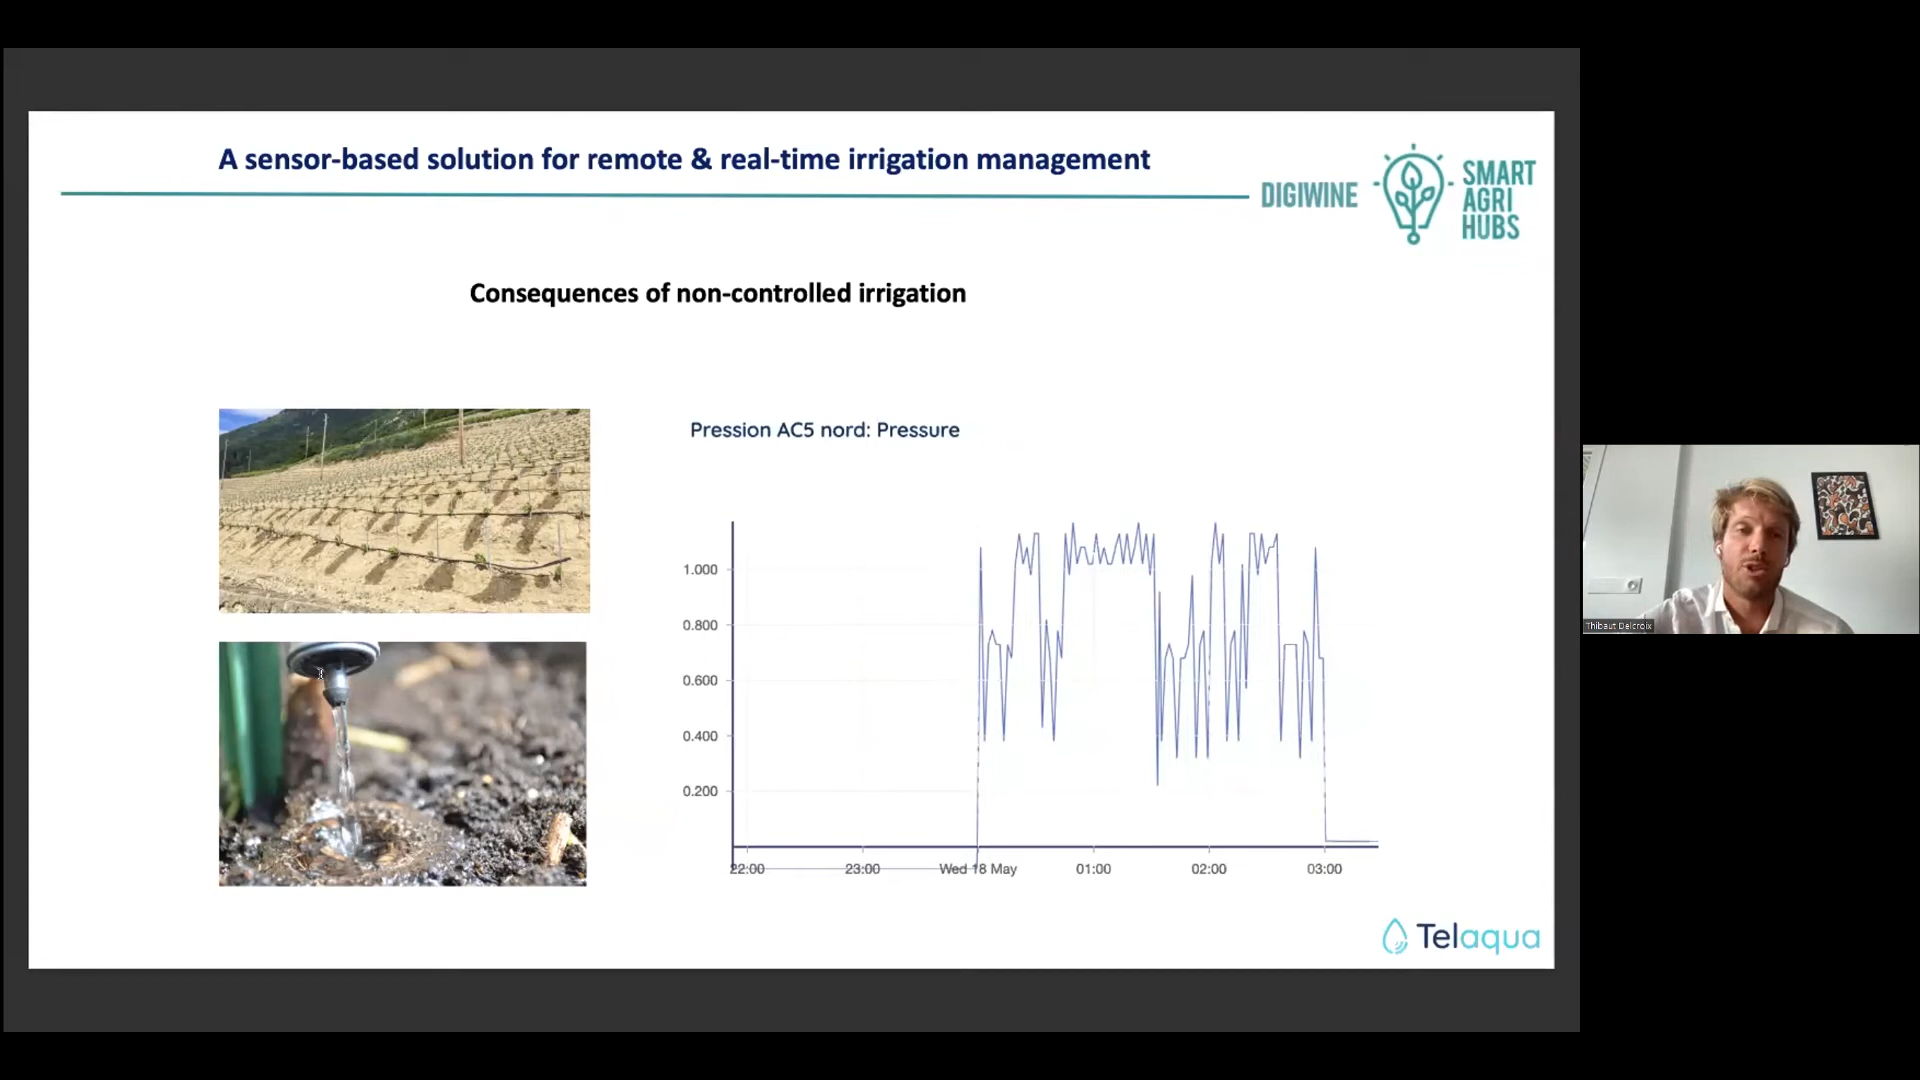 A sensor-based solution for remote & real-time irrigation management
DIGIWINE
SMART
AGRI
HUBS
Consequences of non-controlled irrigation
Pression AC5 nord: Pressure
1.000
0.800
0.600
0.400
0.200
22:00 23:00 Wed 18 May 01:00 02:00 03:00
Telaqua
Thibaut Delcroix